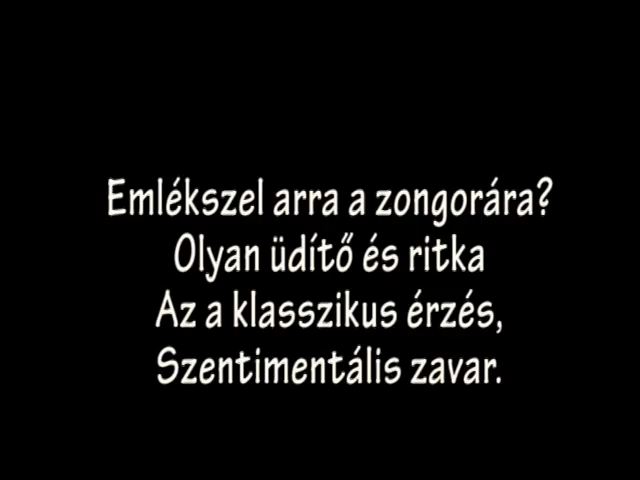 Emlékszel arra a zongorára?
Olyan üdítő és ritka
Az a klasszikus érzés,
Szentimentális zavar.